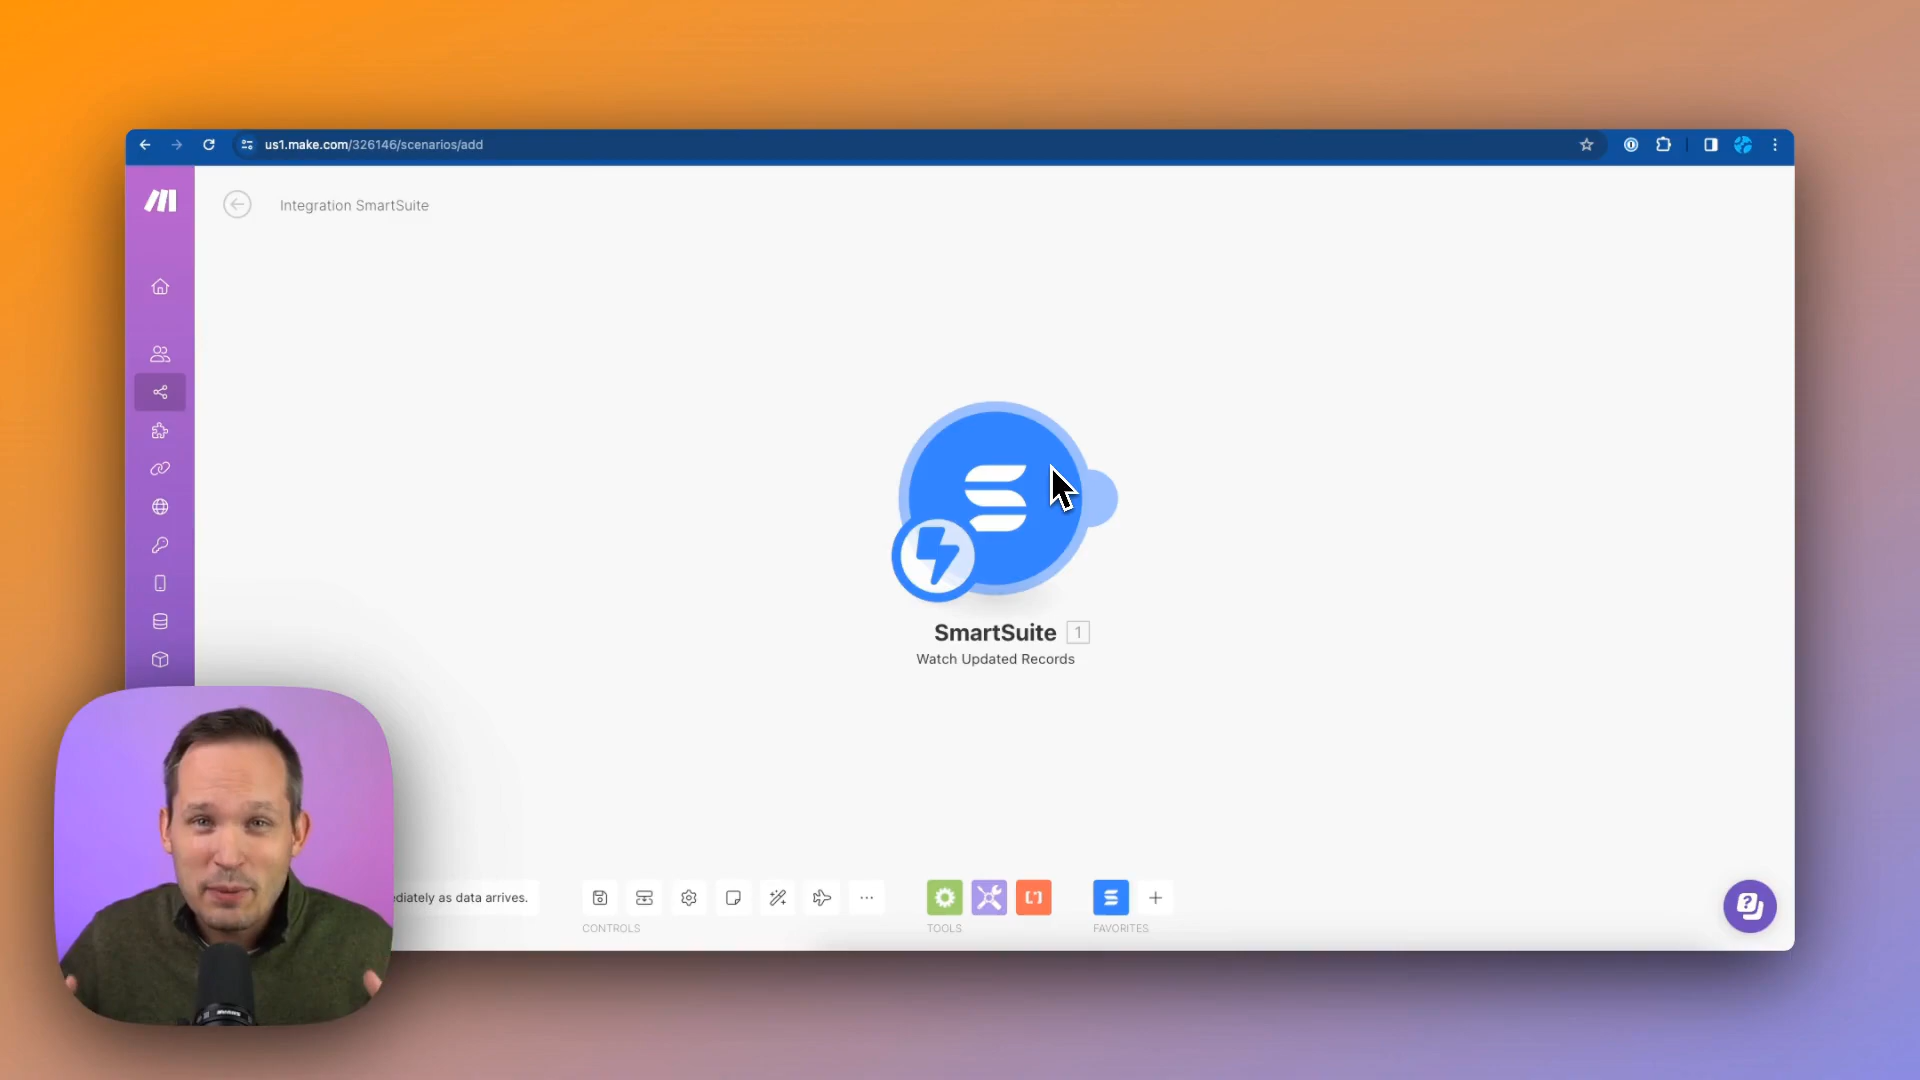 us1.make.com/326146/scenarios/add
Integration SmartSuite
SmartSuite 1
Watch Updated Records
diately as data arrives.
CONTROLS
TOOLS
FAVORITES